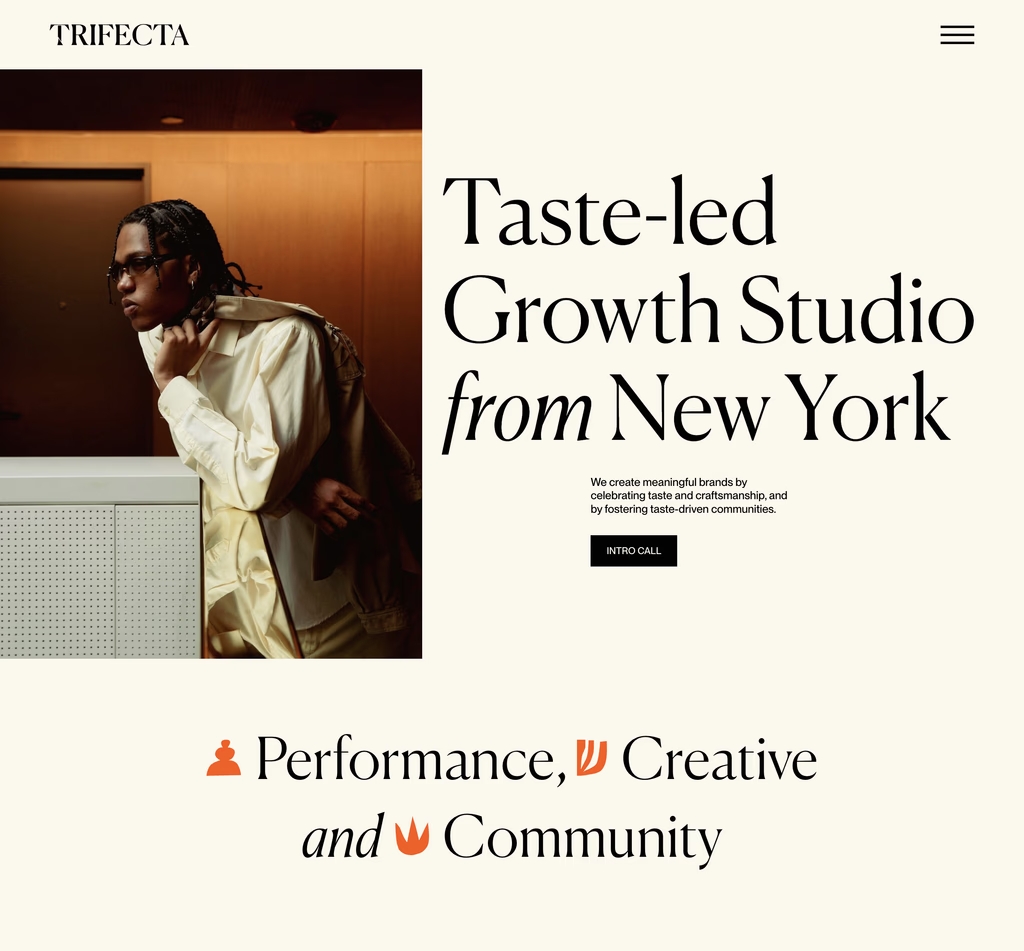 TRIFECTA
Taste-led
Growth Studio
from New York
We create meaningful brands by
celebrating taste and craftsmanship, and
by fostering taste-driven communities.
INTRO CALL
Performance, Creative
and Community